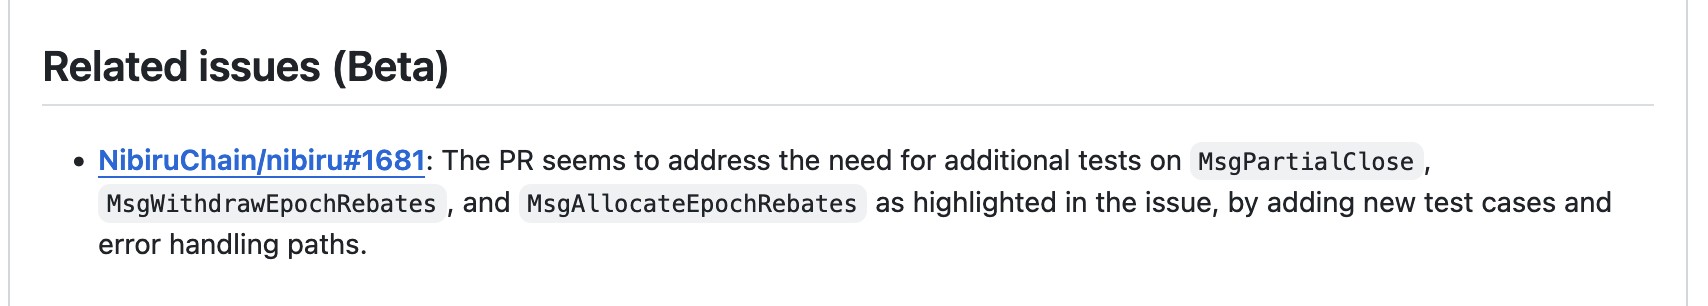 Related issues (Beta)
• NibiruChain/nibiru#1681: The PR seems to address the need for additional tests on MsgPartialClose,
MsgWithdrawEpochRebates, and MsgAllocateEpochRebates as highlighted in the issue, by adding new test cases and
error handling paths.